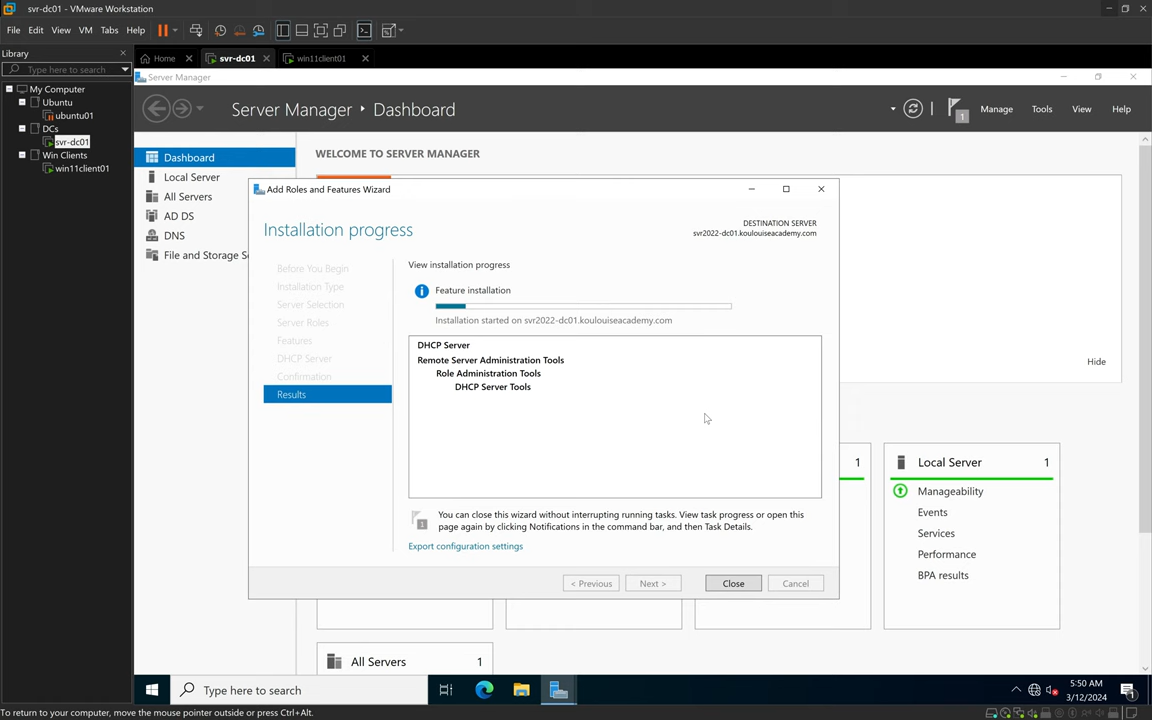 svr-dc01 - VMware Workstation
File Edit View VM Tabs Help
Library
Type here to search
My Computer
Ubuntu
ubuntu01
DCs
svr-dc01
Win Clients
win11client01
Home
svr-dc01
win11client01
Server Manager
Server Manager Dashboard
1
Manage Tools View Help
Dashboard
Local Server
All Servers
AD DS
DNS
File and Storage S
WELCOME TO SERVER MANAGER
Hide
Add Roles and Features Wizard
Installation progress
DESTINATION SERVER
svr2022-dc01.koulouiseacademy.com
Before You Begin
Installation Type
Server Selection
Server Roles
Features
DHCP Server
Confirmation
Results
View installation progress
Feature installation
Installation started on svr2022-dc01.koulouiseacademy.com
DHCP Server
Remote Server Administration Tools
Role Administration Tools
DHCP Server Tools
1
You can close this wizard without interrupting running tasks. View task progress or open this
page again by clicking Notifications in the command bar, and then Task Details.
Export configuration settings
< Previous Next > Close Cancel
1
Local Server 1
Manageability
Events
Services
Performance
BPA results
All Servers 1
Type here to search
5:50 AM
3/12/2024
1
To return to your computer, move the mouse pointer outside or press Ctrl+Alt.